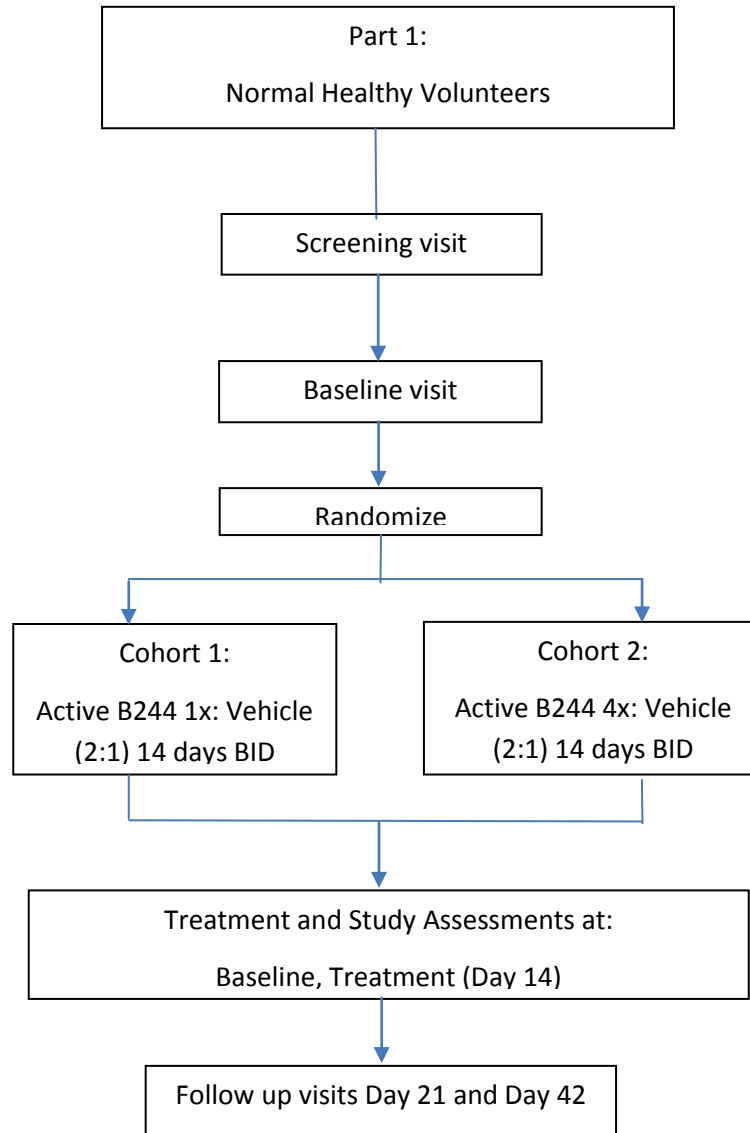 Part 1:
Normal Healthy Volunteers
Screening visit
Baseline visit
Randomize
Cohort 1:
Active B244 1x: Vehicle
(2:1) 14 days BID
Cohort 2:
Active B244 4x: Vehicle
(2:1) 14 days BID
Treatment and Study Assessments at:
Baseline, Treatment (Day 14)
Follow up visits Day 21 and Day 42